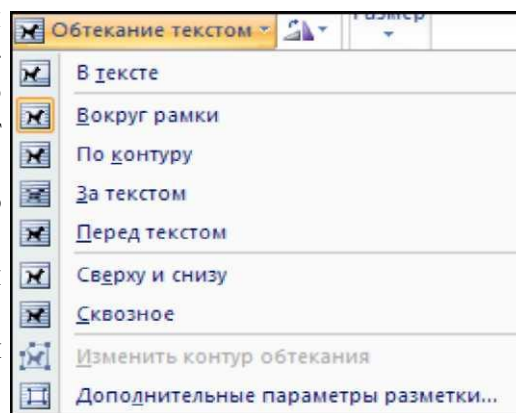 Размер
Обтекание текстом
В тексте
Вокруг рамки
По контуру
За текстом
Перед текстом
Сверху и снизу
Сквозное
Изменить контур обтекания
Дополнительные параметры разметки...